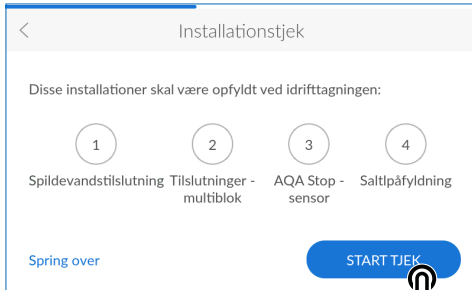 Installationstjek
Disse installationer skal være opfyldt ved idrifttagningen:
1 2 3 4
Spildevandstilslutning Tilslutninger - AQA Stop - Saltlpåfyldning
multiblok sensor
Spring over START TJEK